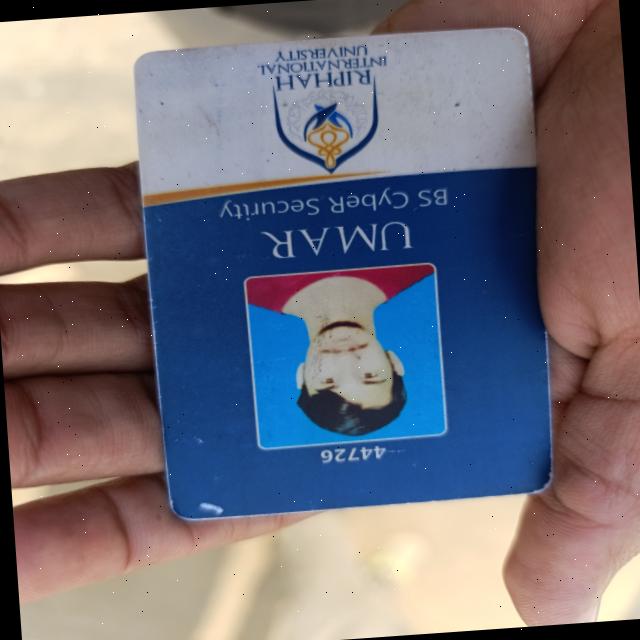 44726
UMAR
BS CybeR Security
RIPHAH
INTERNATIONAL
UNIVERSITY